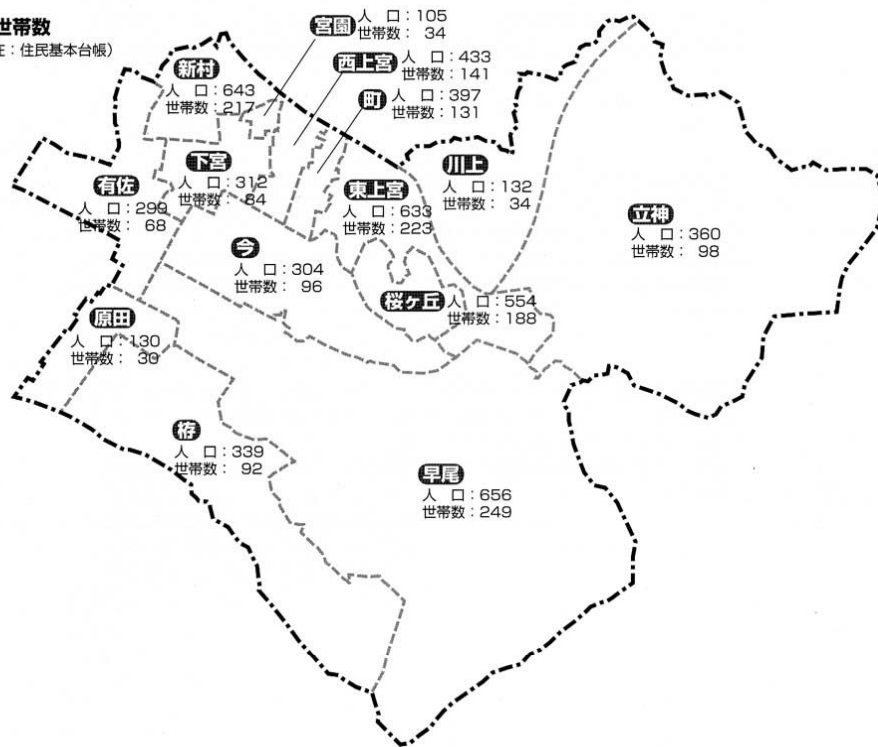 世帯数
：住民基本台帳）
宮園
人　口：105
世帯数：　34
西上宮
人　口：433
世帯数：141
町
人　口：397
世帯数：131
新村
人　口：643
世帯数：217
下宮
人　口：312
世帯数：　84
有佐
人　口：299
世帯数：　68
東上宮
人　口：633
世帯数：223
川上
人　口：132
世帯数：　34
立神
人　口：360
世帯数：　98
今
人　口：304
世帯数：　96
桜ヶ丘
人　口：554
世帯数：188
原田
人　口：130
世帯数：　30
栫
人　口：339
世帯数：　92
早尾
人　口：656
世帯数：249